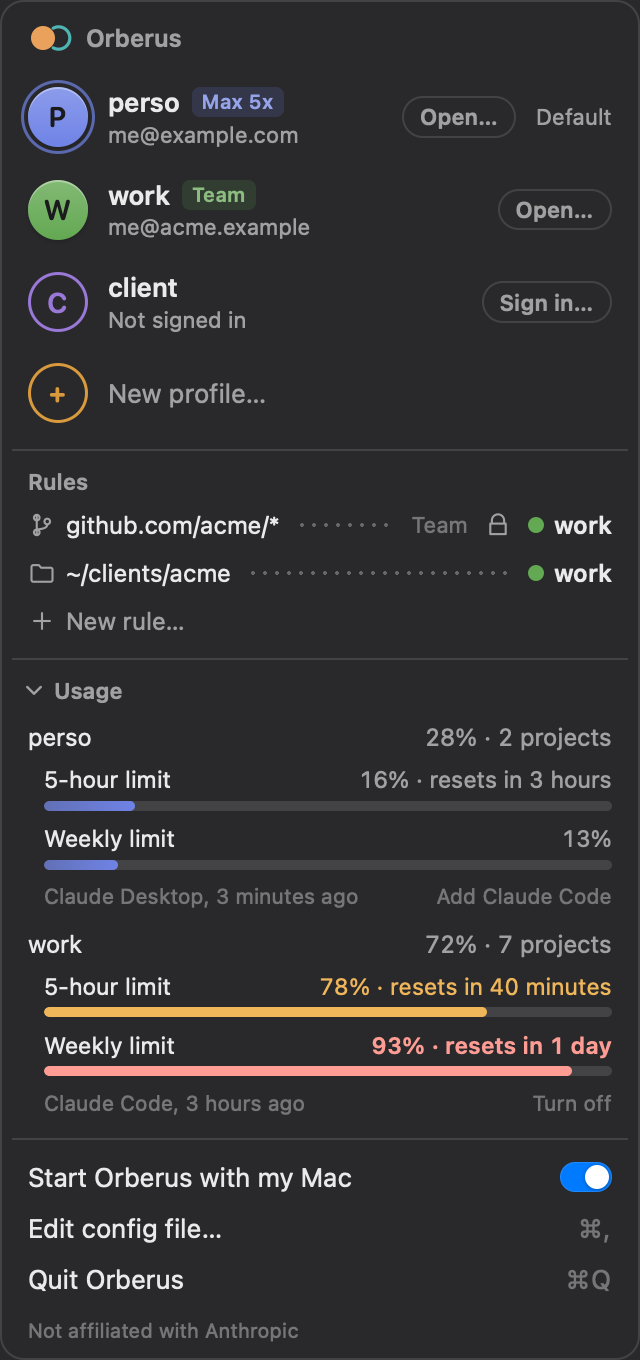 Orberus
P perso Max 5x Open... Default
me@example.com
W work Team Open...
me@acme.example
C client Sign in...
Not signed in
+ New profile...
Rules
github.com/acme/* Team work
~/clients/acme work
+ New rule...
Usage
perso 28% · 2 projects
5-hour limit 16% · resets in 3 hours
Weekly limit 13%
Claude Desktop, 3 minutes ago Add Claude Code
work 72% · 7 projects
5-hour limit 78% · resets in 40 minutes
Weekly limit 93% · resets in 1 day
Claude Code, 3 hours ago Turn off
Start Orberus with my Mac
Edit config file... ⌘,
Quit Orberus ⌘Q
Not affiliated with Anthropic